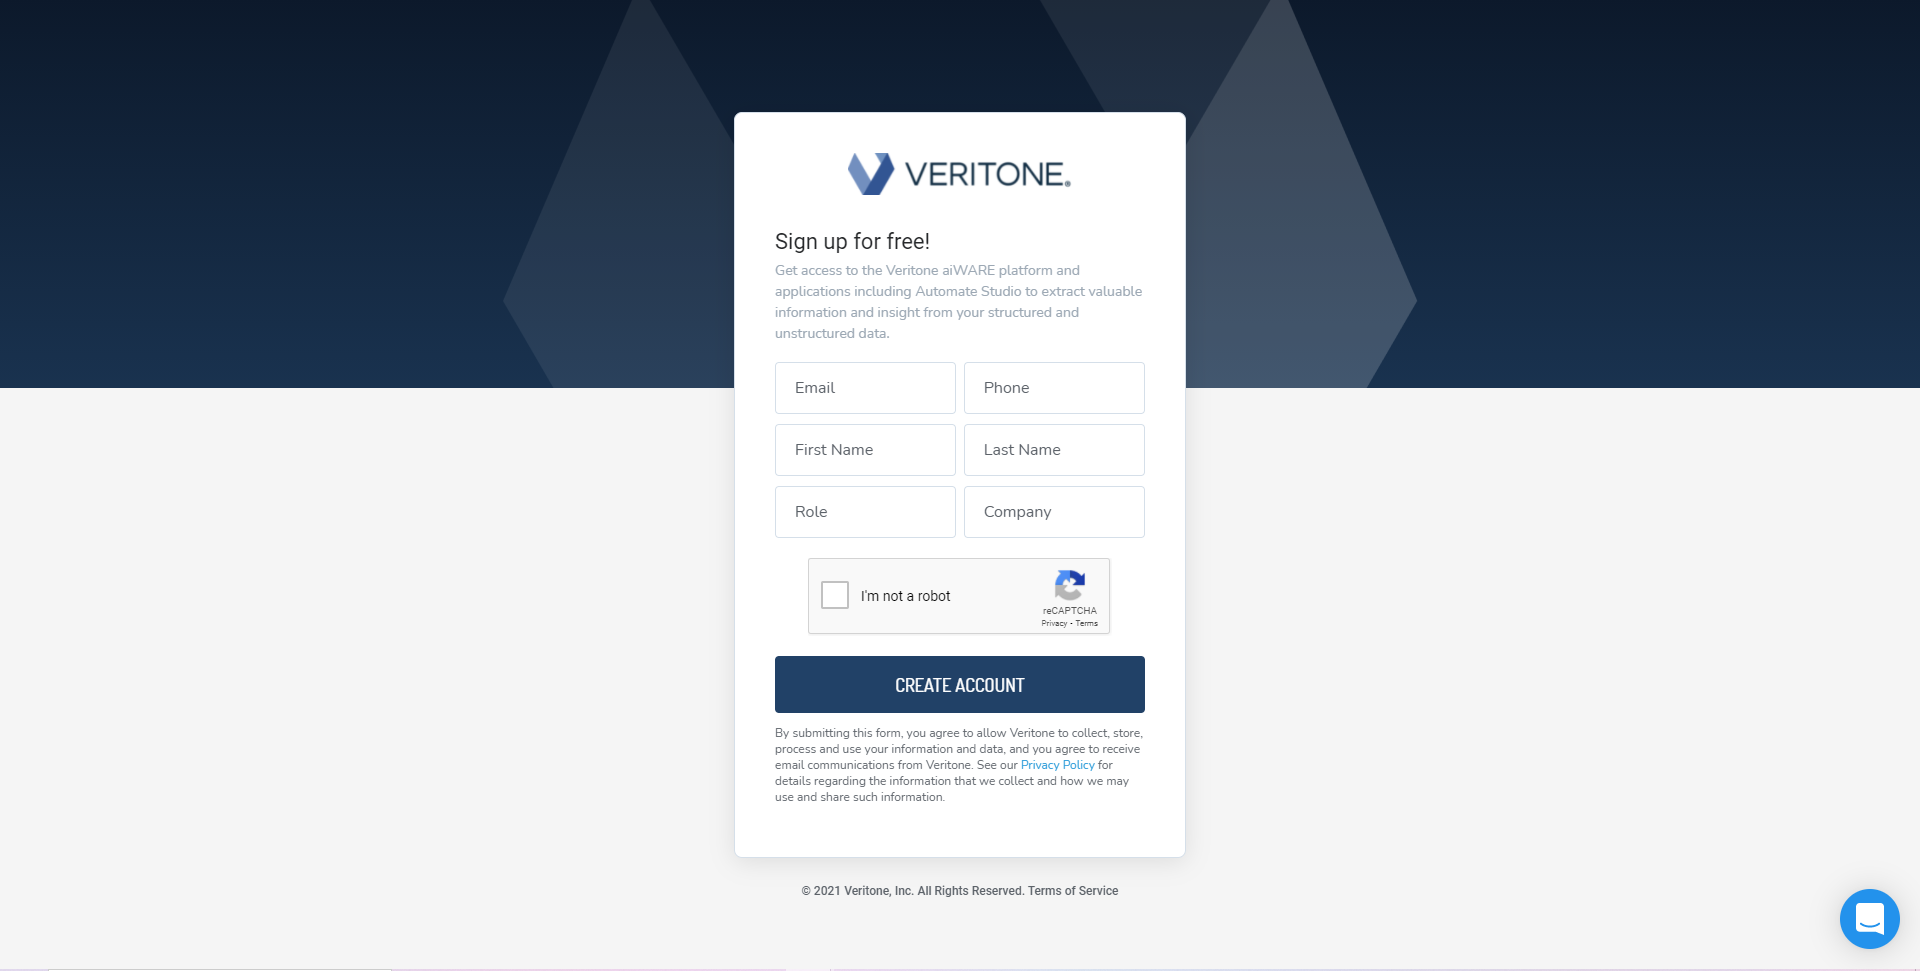 VERITONE®
Sign up for free!
Get access to the Veritone aiWARE platform and
applications including Automate Studio to extract valuable
information and insight from your structured and
unstructured data.
Email
Phone
First Name
Last Name
Role
Company
I'm not a robot
reCAPTCHA
Privacy - Terms
CREATE ACCOUNT
By submitting this form, you agree to allow Veritone to collect, store,
process and use your information and data, and you agree to receive
email communications from Veritone. See our Privacy Policy for
details regarding the information that we collect and how we may
use and share such information.
© 2021 Veritone, Inc. All Rights Reserved. Terms of Service